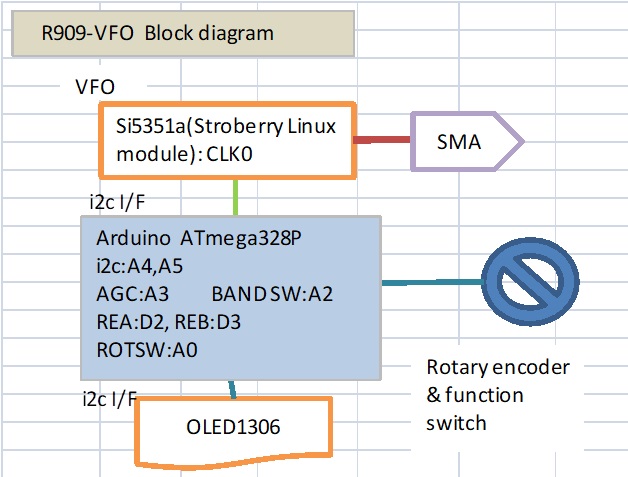 R909-VFO Block diagram
VFO
Si5351a(Stroberry Linux
module):CLK0
SMA
i2c I/F
Arduino ATmega328P
i2c:A4,A5
AGC:A3 BAND SW:A2
REA:D2, REB:D3
ROTSW:A0
Rotary encoder
& function
switch
i2c I/F
OLED1306